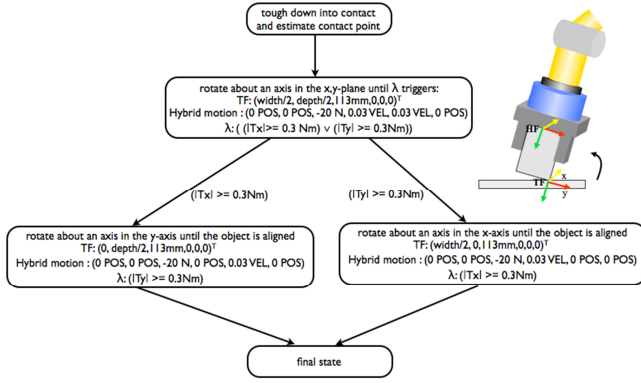 tough down into contact
and estimate contact point
rotate about an axis in the x,y-plane until λ triggers:
TF: (width/2, depth/2,113mm,0,0,0)ᵀ
Hybrid motion : (0 POS, 0 POS, -20 N, 0.03 VEL, 0.03 VEL, 0 POS)
λ: ( (|Tx|>= 0.3 Nm) ∨ (|Ty|>= 0.3Nm))
HF
TF
x
y
(|Tx| >= 0.3Nm)
(|Ty| >= 0.3Nm)
rotate about an axis in the y-axis until the object is aligned
TF: (0, depth/2,113mm,0,0,0)ᵀ
Hybrid motion : (0 POS, 0 POS, -20 N, 0 POS, 0.03 VEL, 0 POS)
λ: (|Ty| >= 0.3Nm)
rotate about an axis in the x-axis until the object is aligned
TF: (width/2, 0,113mm,0,0,0)ᵀ
Hybrid motion : (0 POS, 0 POS, -20 N, 0.03 VEL, 0 POS, 0 POS)
λ: (|Tx| >= 0.3Nm)
final state